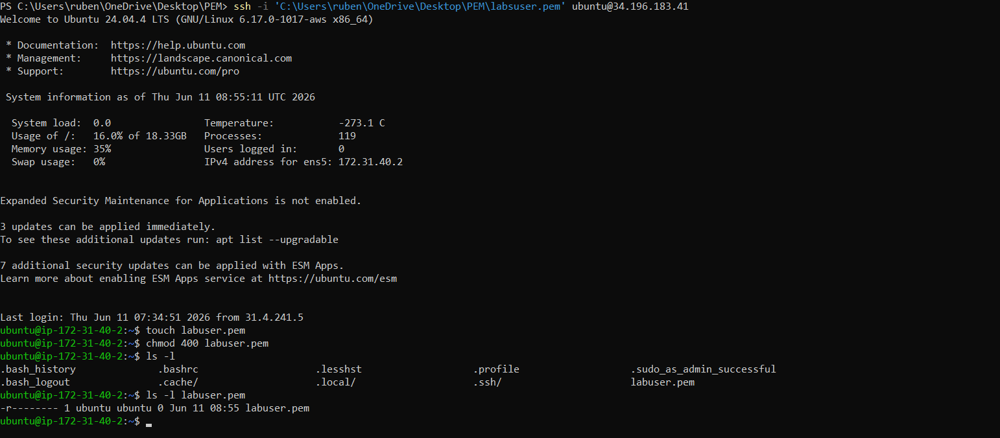 PS C:\Users\ruben\OneDrive\Desktop\PEM> ssh -i 'C:\Users\ruben\OneDrive\Desktop\PEM\labsuser.pem' ubuntu@34.196.183.41
Welcome to Ubuntu 24.04.4 LTS (GNU/Linux 6.17.0-1017-aws x86_64)

 * Documentation:  https://help.ubuntu.com
 * Management:     https://landscape.canonical.com
 * Support:        https://ubuntu.com/pro

 System information as of Thu Jun 11 08:55:11 UTC 2026

  System load:  0.0                Temperature:           -273.1 C
  Usage of /:   16.0% of 18.33GB   Processes:             119
  Memory usage: 35%                Users logged in:       0
  Swap usage:   0%                 IPv4 address for ens5: 172.31.40.2


Expanded Security Maintenance for Applications is not enabled.

3 updates can be applied immediately.
To see these additional updates run: apt list --upgradable

7 additional security updates can be applied with ESM Apps.
Learn more about enabling ESM Apps service at https://ubuntu.com/esm


Last login: Thu Jun 11 07:34:51 2026 from 31.4.241.5
ubuntu@ip-172-31-40-2:~$ touch labuser.pem
ubuntu@ip-172-31-40-2:~$ chmod 400 labuser.pem
ubuntu@ip-172-31-40-2:~$ ls -l
.bash_history              .bashrc                    .lesshst                   .profile                   .sudo_as_admin_successful
.bash_logout               .cache/                    .local/                    .ssh/                      labuser.pem
ubuntu@ip-172-31-40-2:~$ ls -l labuser.pem
-r-------- 1 ubuntu ubuntu 0 Jun 11 08:55 labuser.pem
ubuntu@ip-172-31-40-2:~$